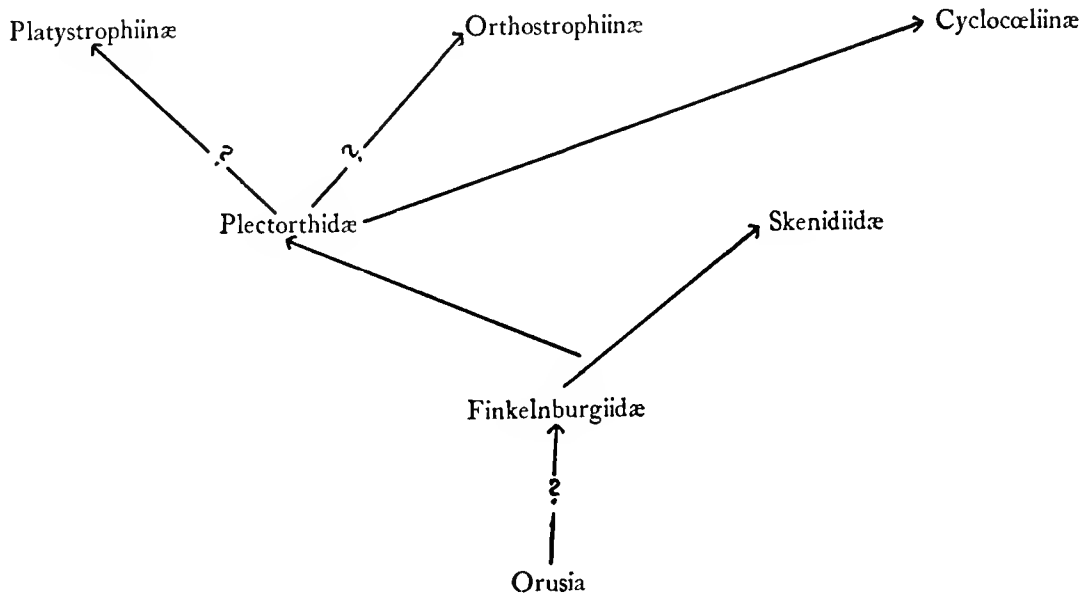 Platystrophiinæ
Orthostrophiinæ
Cyclocœliinæ
?
?
Plectorthidæ
Skenidiidæ
Finkelnburgiidæ
?
Orusia